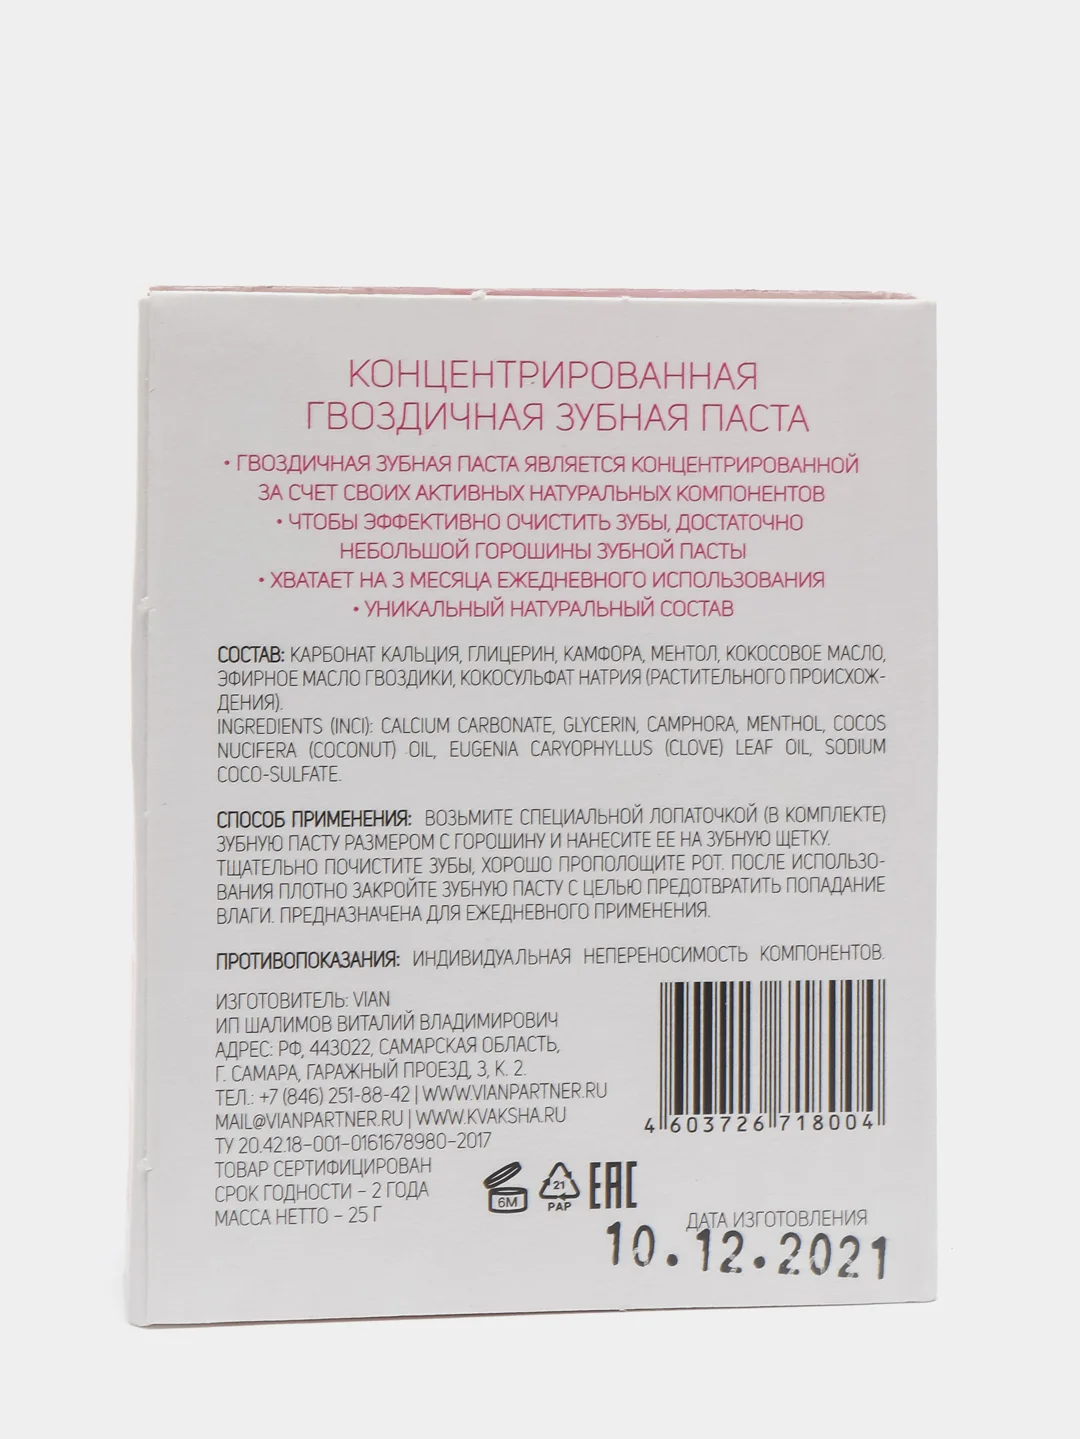 КОНЦЕНТРИРОВАННАЯ
ГВОЗДИЧНАЯ ЗУБНАЯ ПАСТА
• ГВОЗДИЧНАЯ ЗУБНАЯ ПАСТА ЯВЛЯЕТСЯ КОНЦЕНТРИРОВАННОЙ
ЗА СЧЕТ СВОИХ АКТИВНЫХ НАТУРАЛЬНЫХ КОМПОНЕНТОВ
• ЧТОБЫ ЭФФЕКТИВНО ОЧИСТИТЬ ЗУБЫ, ДОСТАТОЧНО
НЕБОЛЬШОЙ ГОРОШИНЫ ЗУБНОЙ ПАСТЫ
• ХВАТАЕТ НА 3 МЕСЯЦА ЕЖЕДНЕВНОГО ИСПОЛЬЗОВАНИЯ
• УНИКАЛЬНЫЙ НАТУРАЛЬНЫЙ СОСТАВ
СОСТАВ: КАРБОНАТ КАЛЬЦИЯ, ГЛИЦЕРИН, КАМФОРА, МЕНТОЛ, КОКОСОВОЕ МАСЛО,
ЭФИРНОЕ МАСЛО ГВОЗДИКИ, КОКОСУЛЬФАТ НАТРИЯ (РАСТИТЕЛЬНОГО ПРОИСХОЖ-
ДЕНИЯ).
INGREDIENTS (INCI): CALCIUM CARBONATE, GLYCERIN, CAMPHORA, MENTHOL, COCOS
NUCIFERA (COCONUT) OIL, EUGENIA CARYOPHYLLUS (CLOVE) LEAF OIL, SODIUM
COCO-SULFATE.
СПОСОБ ПРИМЕНЕНИЯ: ВОЗЬМИТЕ СПЕЦИАЛЬНОЙ ЛОПАТОЧКОЙ (В КОМПЛЕКТЕ)
ЗУБНУЮ ПАСТУ РАЗМЕРОМ С ГОРОШИНУ И НАНЕСИТЕ ЕЕ НА ЗУБНУЮ ЩЕТКУ.
ТЩАТЕЛЬНО ПОЧИСТИТЕ ЗУБЫ, ХОРОШО ПРОПОЛОЩИТЕ РОТ. ПОСЛЕ ИСПОЛЬЗО-
ВАНИЯ ПЛОТНО ЗАКРОЙТЕ ЗУБНУЮ ПАСТУ С ЦЕЛЬЮ ПРЕДОТВРАТИТЬ ПОПАДАНИЕ
ВЛАГИ. ПРЕДНАЗНАЧЕНА ДЛЯ ЕЖЕДНЕВНОГО ПРИМЕНЕНИЯ.
ПРОТИВОПОКАЗАНИЯ: ИНДИВИДУАЛЬНАЯ НЕПЕРЕНОСИМОСТЬ КОМПОНЕНТОВ.
ИЗГОТОВИТЕЛЬ: VIAN
ИП ШАЛИМОВ ВИТАЛИЙ ВЛАДИМИРОВИЧ
АДРЕС: РФ, 443022, САМАРСКАЯ ОБЛАСТЬ,
Г. САМАРА, ГАРАЖНЫЙ ПРОЕЗД, 3, К. 2.
ТЕЛ.: +7 (846) 251-88-42 | WWW.VIANPARTNER.RU
MAIL@VIANPARTNER.RU | WWW.KVAKSHA.RU
ТУ 20.42.18-001-0161678980-2017
ТОВАР СЕРТИФИЦИРОВАН
СРОК ГОДНОСТИ – 2 ГОДА
МАССА НЕТТО – 25 Г
4 603726 718004
6M
21
PAP
EAC
ДАТА ИЗГОТОВЛЕНИЯ
10.12.2021